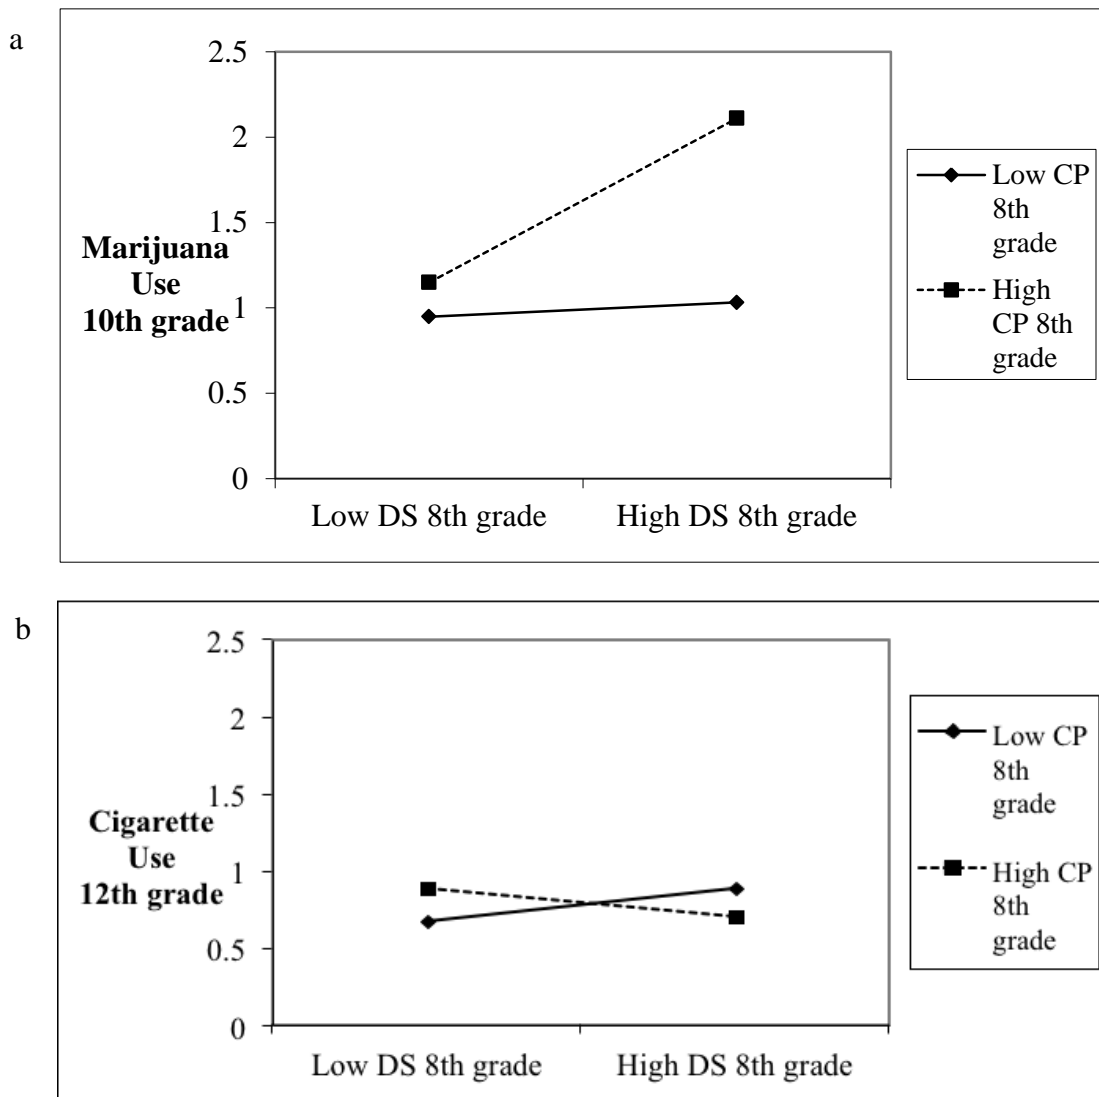 a
2.5
2
1.5
1
0.5
0
Marijuana
Use
10th grade
Low DS 8th grade
High DS 8th grade
Low CP
8th
grade
High
CP 8th
grade
b
2.5
2
1.5
1
0.5
0
Cigarette
Use
12th grade
Low DS 8th grade
High DS 8th grade
Low CP
8th
grade
High CP
8th
grade